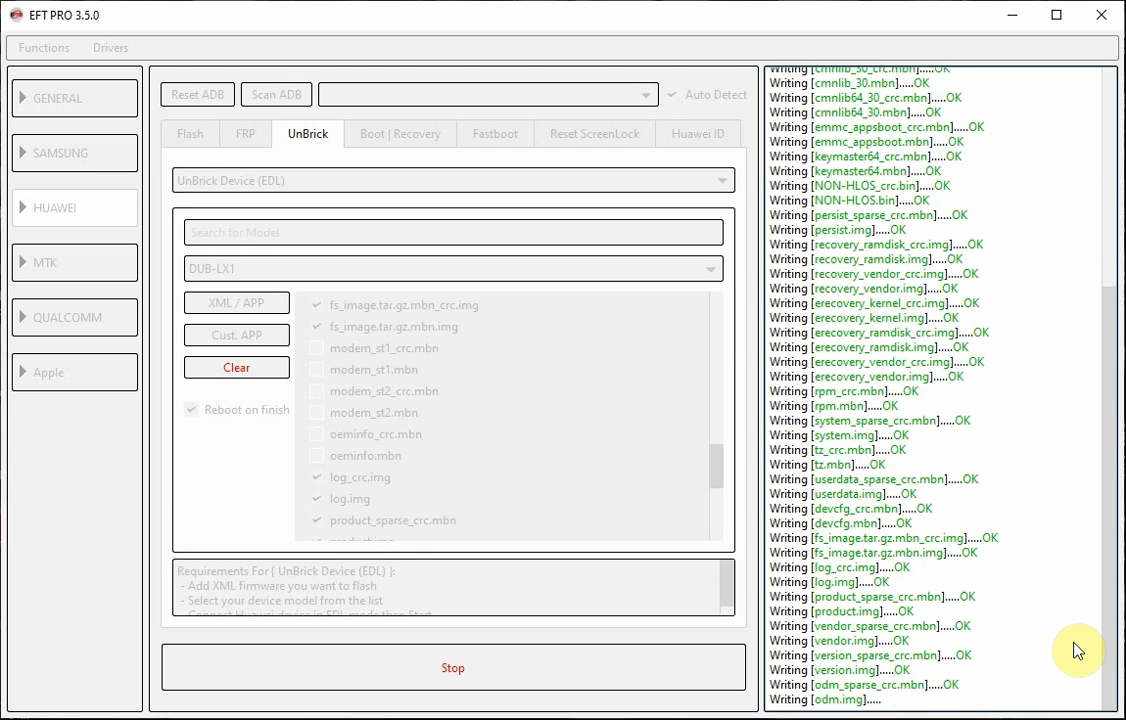 EFT PRO 3.5.0
Functions Drivers
GENERAL
SAMSUNG
HUAWEI
MTK
QUALCOMM
Apple
Reset ADB Scan ADB Auto Detect
Flash FRP UnBrick Boot | Recovery Fastboot Reset ScreenLock Huawei ID
UnBrick Device (EDL)
Search for Model
DUB-LX1
XML / APP
Cust. APP
Clear
Reboot on finish
fs_image.tar.gz.mbn_crc.img
fs_image.tar.gz.mbn.img
modem_st1_crc.mbn
modem_st1.mbn
modem_st2_crc.mbn
modem_st2.mbn
oeminfo_crc.mbn
oeminfo.mbn
log_crc.img
log.img
product_sparse_crc.mbn
product.img
Requirements For { UnBrick Device (EDL) }:
- Add XML firmware you want to flash
- Select your device model from the list
- Connect Huawei device in EDL mode then Start
Stop
Writing [cmnlib_30_crc.mbn].....OK
Writing [cmnlib_30.mbn].....OK
Writing [cmnlib64_30_crc.mbn].....OK
Writing [cmnlib64_30.mbn].....OK
Writing [emmc_appsboot_crc.mbn].....OK
Writing [emmc_appsboot.mbn].....OK
Writing [keymaster64_crc.mbn].....OK
Writing [keymaster64.mbn].....OK
Writing [NON-HLOS_crc.bin].....OK
Writing [NON-HLOS.bin].....OK
Writing [persist_sparse_crc.mbn].....OK
Writing [persist.img].....OK
Writing [recovery_ramdisk_crc.img].....OK
Writing [recovery_ramdisk.img].....OK
Writing [recovery_vendor_crc.img].....OK
Writing [recovery_vendor.img].....OK
Writing [erecovery_kernel_crc.img].....OK
Writing [erecovery_kernel.img].....OK
Writing [erecovery_ramdisk_crc.img].....OK
Writing [erecovery_ramdisk.img].....OK
Writing [erecovery_vendor_crc.img].....OK
Writing [erecovery_vendor.img].....OK
Writing [rpm_crc.mbn].....OK
Writing [rpm.mbn].....OK
Writing [system_sparse_crc.mbn].....OK
Writing [system.img].....OK
Writing [tz_crc.mbn].....OK
Writing [tz.mbn].....OK
Writing [userdata_sparse_crc.mbn].....OK
Writing [userdata.img].....OK
Writing [devcfg_crc.mbn].....OK
Writing [devcfg.mbn].....OK
Writing [fs_image.tar.gz.mbn_crc.img].....OK
Writing [fs_image.tar.gz.mbn.img].....OK
Writing [log_crc.img].....OK
Writing [log.img].....OK
Writing [product_sparse_crc.mbn].....OK
Writing [product.img].....OK
Writing [vendor_sparse_crc.mbn].....OK
Writing [vendor.img].....OK
Writing [version_sparse_crc.mbn].....OK
Writing [version.img].....OK
Writing [odm_sparse_crc.mbn].....OK
Writing [odm.img].....